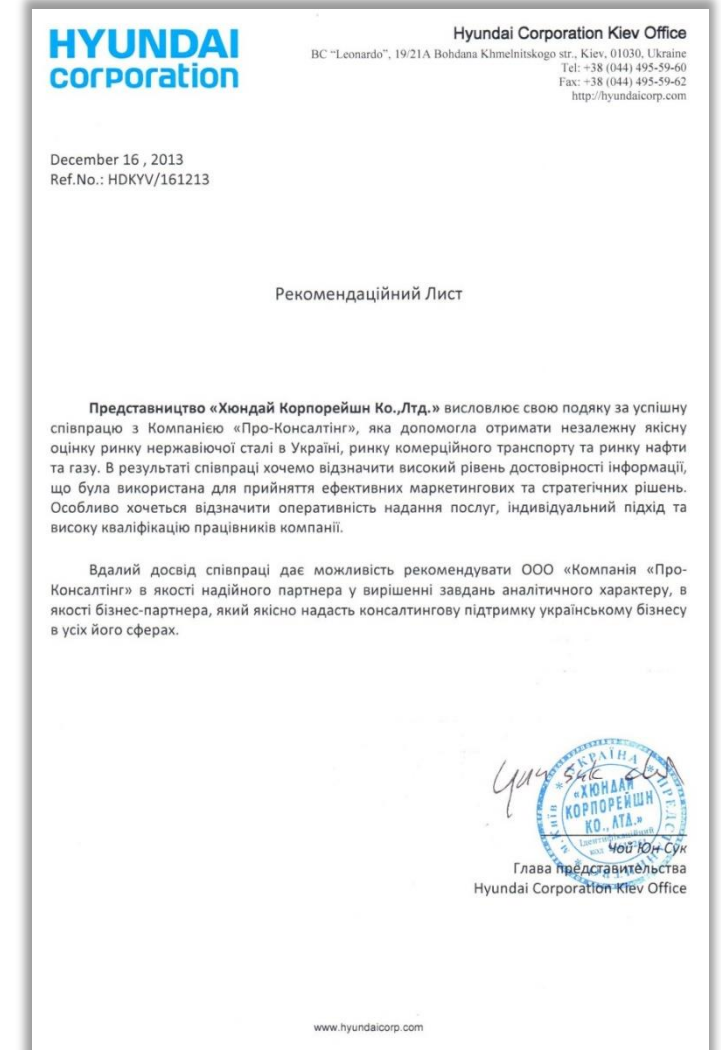 HYUNDAI
corporation
Hyundai Corporation Kiev Office
BC “Leonardo”, 19/21A Bohdana Khmelnitskogo str., Kiev, 01030, Ukraine
Tel: +38 (044) 495-59-60
Fax: +38 (044) 495-59-62
http://hyundaicorp.com
December 16 , 2013
Ref.No.: HDKYV/161213
Рекомендаційний Лист
Представництво «Хюндай Корпорейшн Ко.,Лтд.» висловлює свою подяку за успішну
співпрацю з Компанією «Про-Консалтінг», яка допомогла отримати незалежну якісну
оцінку ринку нержавіючої сталі в Україні, ринку комерційного транспорту та ринку нафти
та газу. В результаті співпраці хочемо відзначити високий рівень достовірності інформації,
що була використана для прийняття ефективних маркетингових та стратегічних рішень.
Особливо хочеться відзначити оперативність надання послуг, індивідуальний підхід та
високу кваліфікацію працівників компанії.
Вдалий досвід співпраці дає можливість рекомендувати ООО «Компанія «Про-
Консалтінг» в якості надійного партнера у вирішенні завдань аналітичного характеру, в
якості бізнес-партнера, який якісно надасть консалтингову підтримку українському бізнесу
в усіх його сферах.
УКРАЇНА
ПРЕДСТАВНИЦТВО
м. Київ
«ХЮНДАЙ
КОРПОРЕЙШН
КО., ЛТД.»
Ідентифікаційний
код
Чой Юн Сук
Глава представительства
Hyundai Corporation Kiev Office
www.hyundaicorp.com